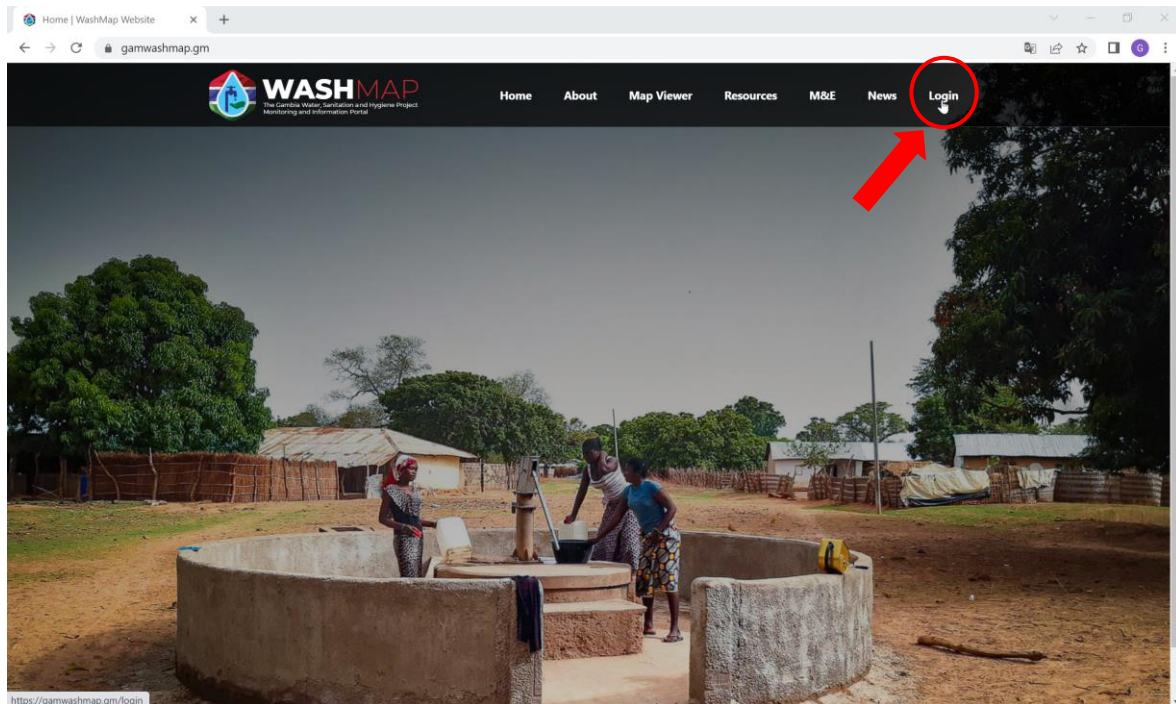 Home | WashMap Website
gamwashmap.gm
G
WASHMAP
The Gambia Water, Sanitation and Hygiene Project
Monitoring and Information Portal
Home About Map Viewer Resources M&E News Login
https://gamwashmap.gm/login